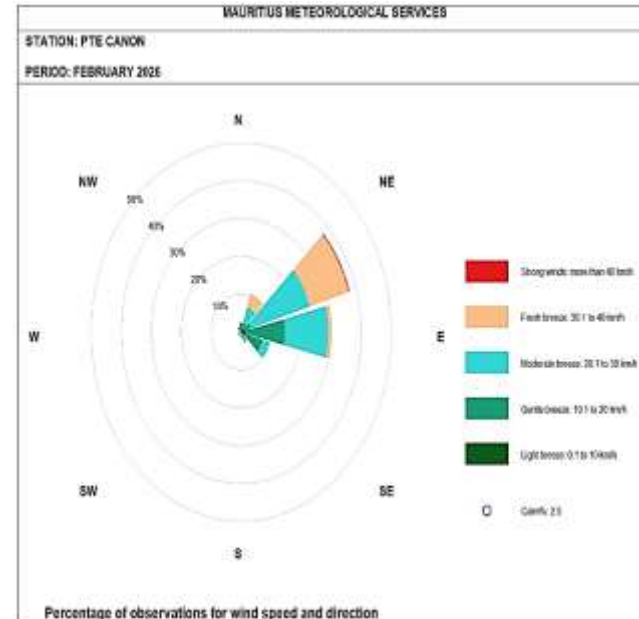 MAURITIUS METEOROLOGICAL SERVICES
STATION: PTE CANON
PERIOD: FEBRUARY 2026
N
NW
NE
50%
40%
30%
20%
10%
W
E
SW
SE
S
Strong winds: more than 40 km/h
Fresh breeze: 30.1 to 40 km/h
Moderate breeze: 20.1 to 30 km/h
Gentle breeze: 10.1 to 20 km/h
Light breeze: 0.1 to 10 km/h
Percentage of observations for wind speed and direction